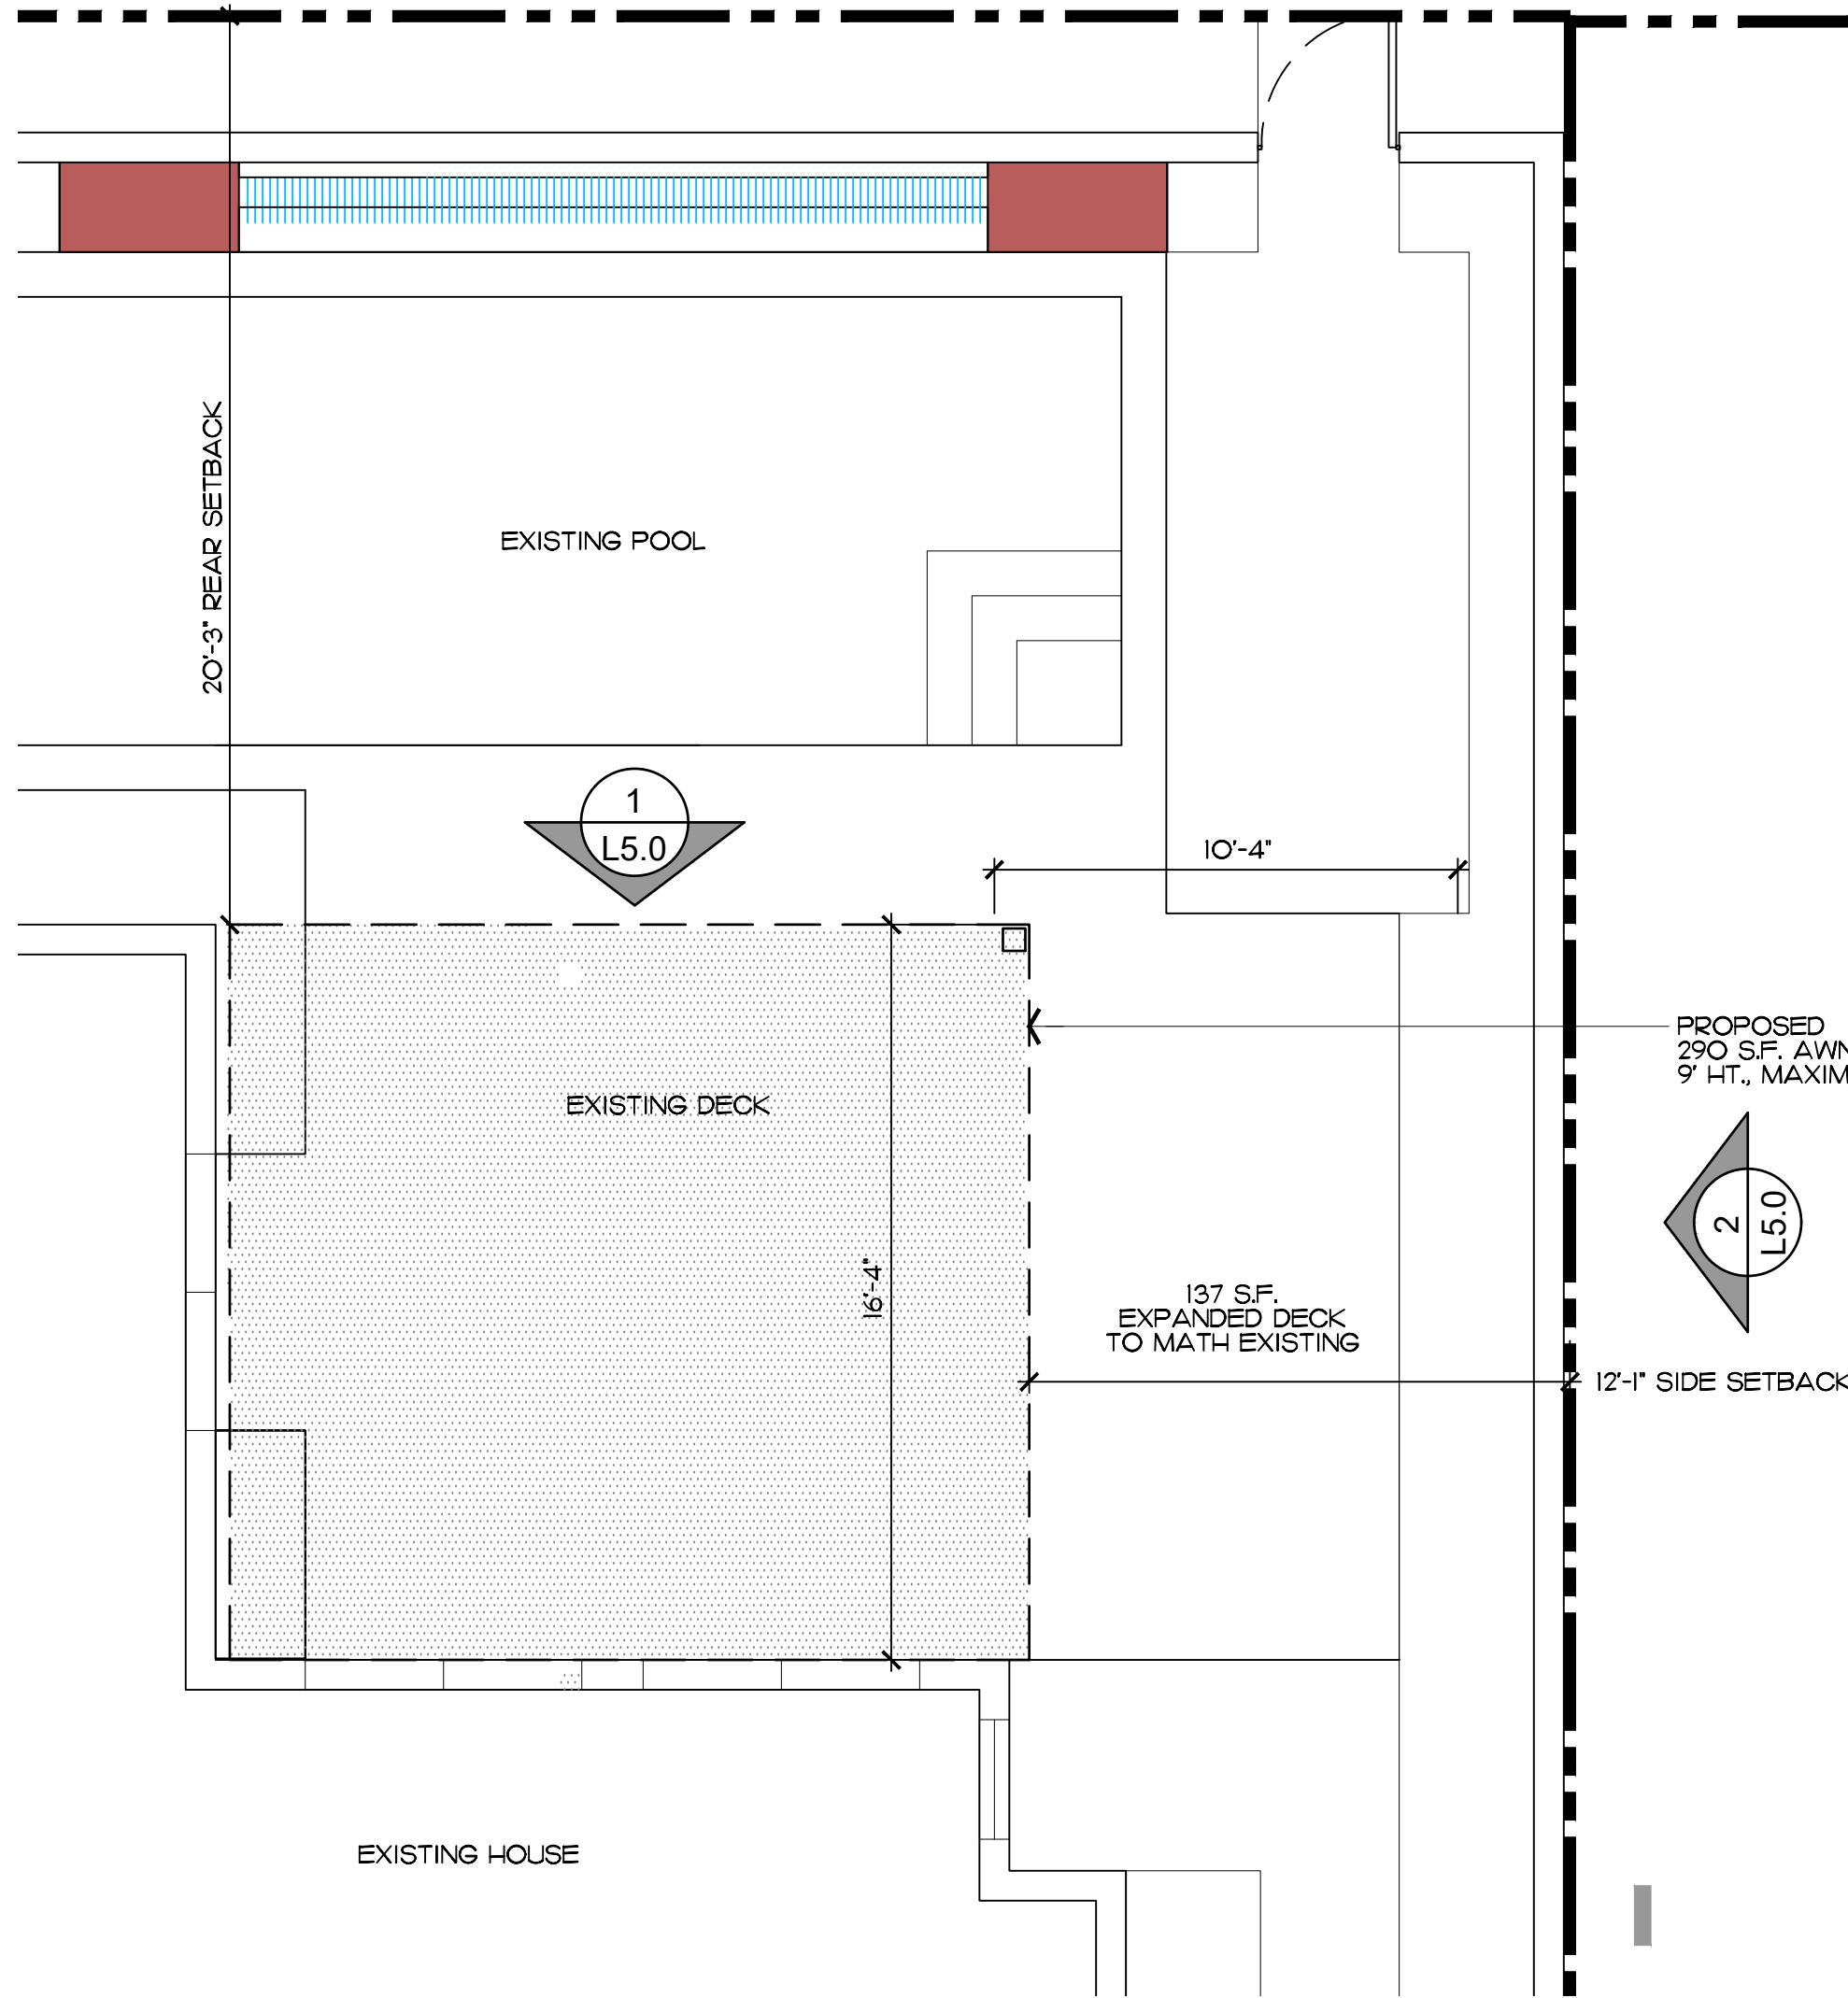 20'-3" REAR SETBACK
EXISTING POOL
1
L5.0
10'-4"
PROPOSED
290 S.F. AWN
9' HT., MAXIM
EXISTING DECK
2
L5.0
16'-4"
137 S.F.
EXPANDED DECK
TO MATH EXISTING
12'-1" SIDE SETBACK
EXISTING HOUSE